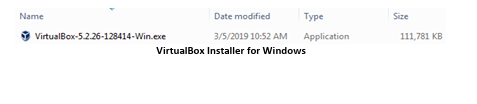 Name Date modified Type Size
VirtualBox-5.2.26-128414-Win.exe 3/5/2019 10:52 AM Application 111,781 KB
VirtualBox Installer for Windows